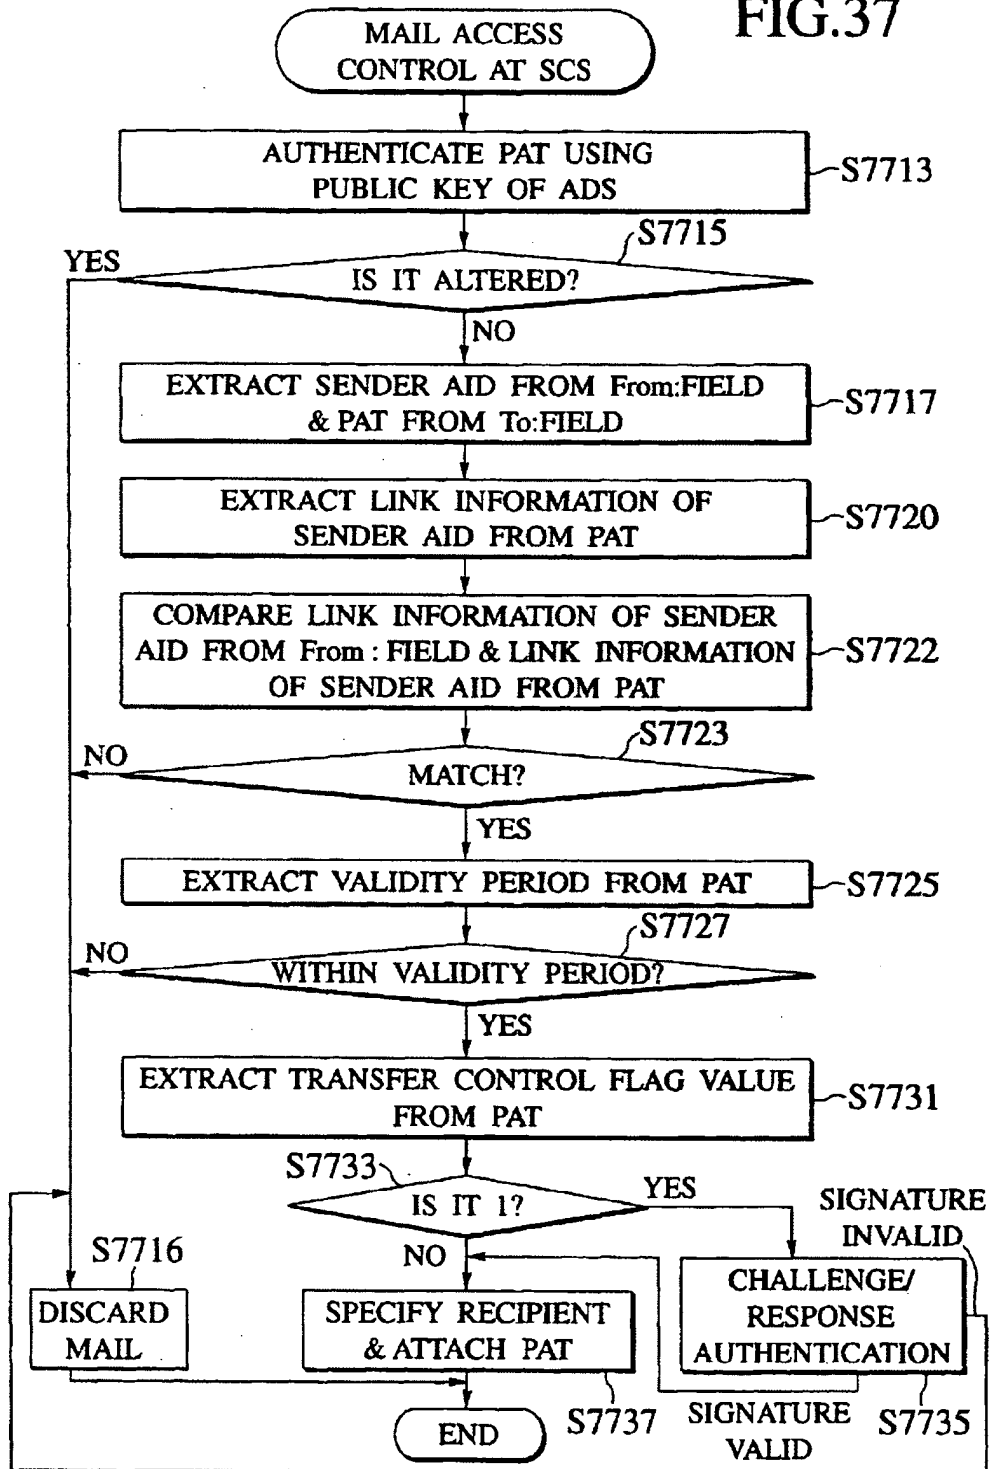 FIG.37
MAIL ACCESS
CONTROL AT SCS
AUTHENTICATE PAT USING
PUBLIC KEY OF ADS
S7713
S7715
YES
IS IT ALTERED?
NO
EXTRACT SENDER AID FROM From:FIELD
& PAT FROM To:FIELD
S7717
EXTRACT LINK INFORMATION OF
SENDER AID FROM PAT
S7720
COMPARE LINK INFORMATION OF SENDER
AID FROM From : FIELD & LINK INFORMATION
OF SENDER AID FROM PAT
S7722
S7723
NO
MATCH?
YES
EXTRACT VALIDITY PERIOD FROM PAT
S7725
S7727
NO
WITHIN VALIDITY PERIOD?
YES
EXTRACT TRANSFER CONTROL FLAG VALUE
FROM PAT
S7731
S7733
IS IT 1?
YES
NO
SIGNATURE
INVALID
S7716
DISCARD
MAIL
SPECIFY RECIPIENT
& ATTACH PAT
S7737
CHALLENGE/
RESPONSE
AUTHENTICATION
S7735
SIGNATURE
VALID
END